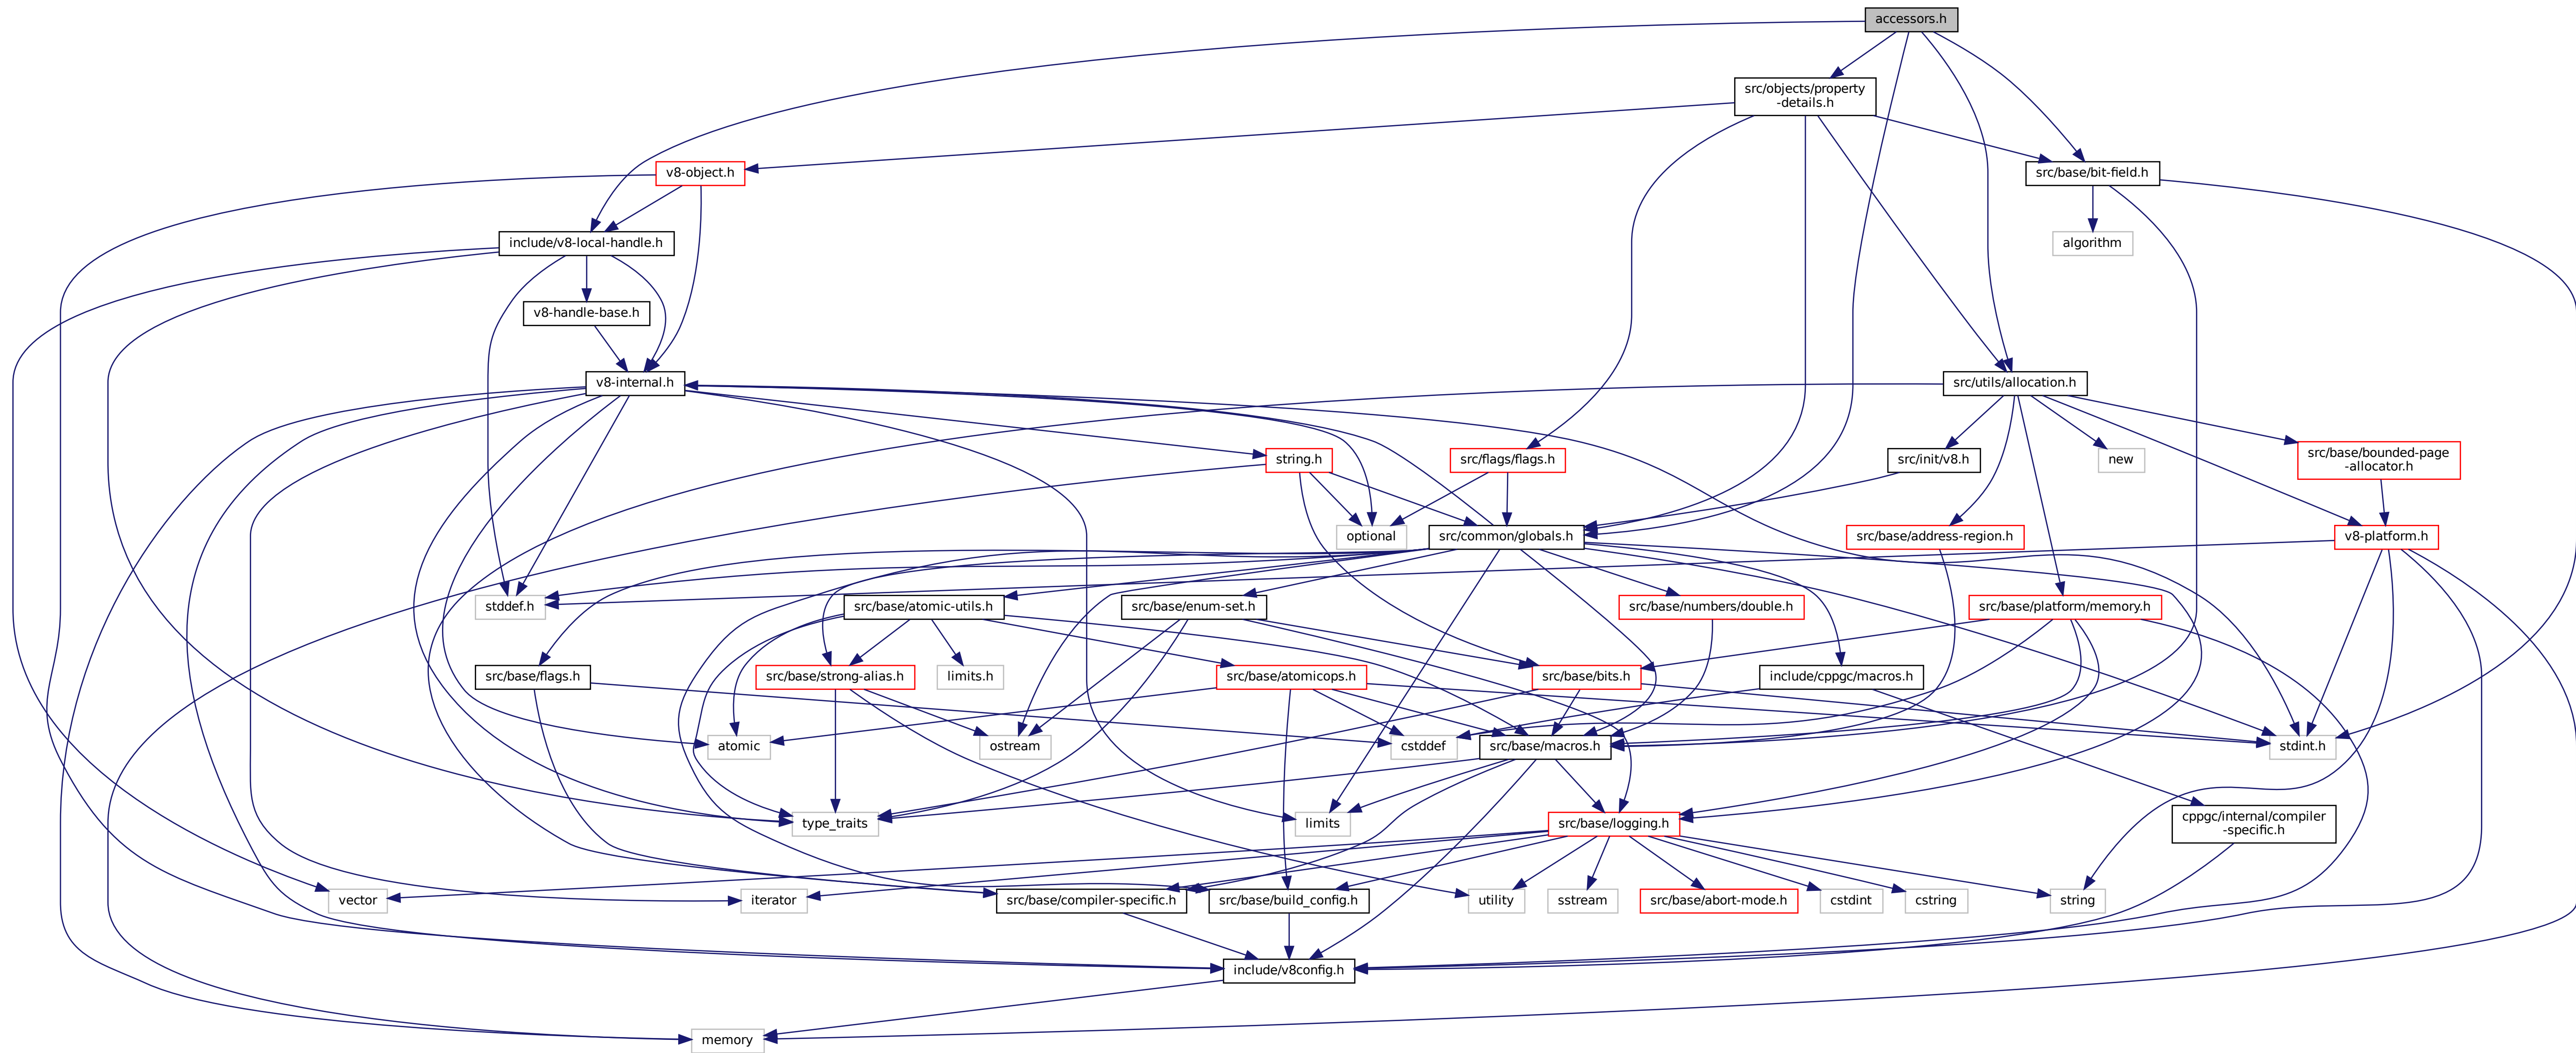 accessors.h
src/objects/property
-details.h
v8-object.h
src/base/bit-field.h
include/v8-local-handle.h
algorithm
v8-handle-base.h
v8-internal.h
src/utils/allocation.h
string.h
src/flags/flags.h
src/init/v8.h
new
src/base/bounded-page
-allocator.h
optional
src/common/globals.h
src/base/address-region.h
v8-platform.h
stddef.h
src/base/atomic-utils.h
src/base/enum-set.h
src/base/numbers/double.h
src/base/platform/memory.h
src/base/flags.h
src/base/strong-alias.h
limits.h
src/base/atomicops.h
src/base/bits.h
include/cppgc/macros.h
atomic
ostream
cstddef
src/base/macros.h
stdint.h
type_traits
limits
src/base/logging.h
cppgc/internal/compiler
-specific.h
vector
iterator
src/base/compiler-specific.h
src/base/build_config.h
utility
sstream
src/base/abort-mode.h
cstdint
cstring
string
include/v8config.h
memory